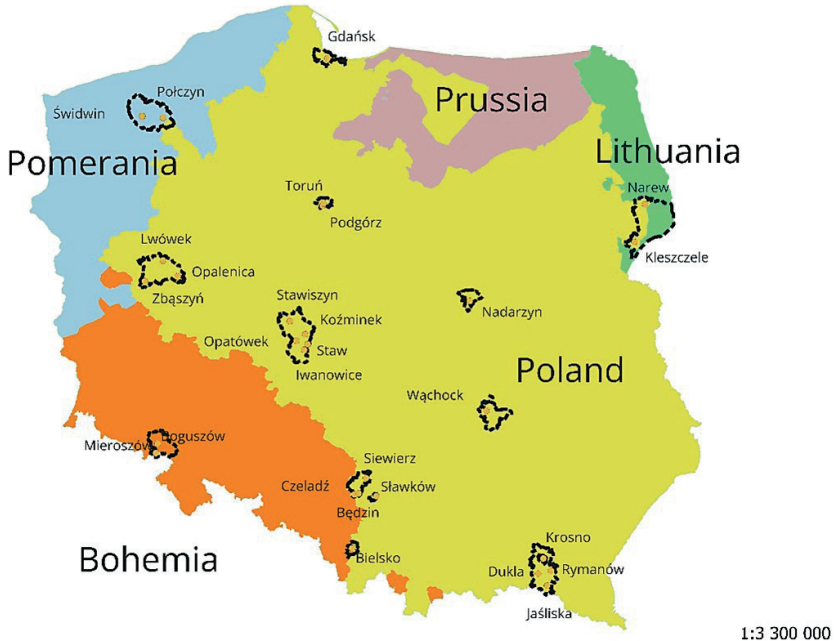 Gdańsk
Połczyn
Świdwin
Prussia
Pomerania
Lithuania
Toruń
Narew
Podgórz
Lwówek
Opalenica
Kleszczele
Zbąszyń
Stawiszyn
Koźminek
Nadarzyn
Opatówek
Staw
Iwanowice
Poland
Wąchock
Mieroszów
Boguszów
Siewierz
Czeladź
Sławków
Będzin
Krosno
Bohemia
Bielsko
Dukla
Rymanów
Jaśliska
1:3 300 000